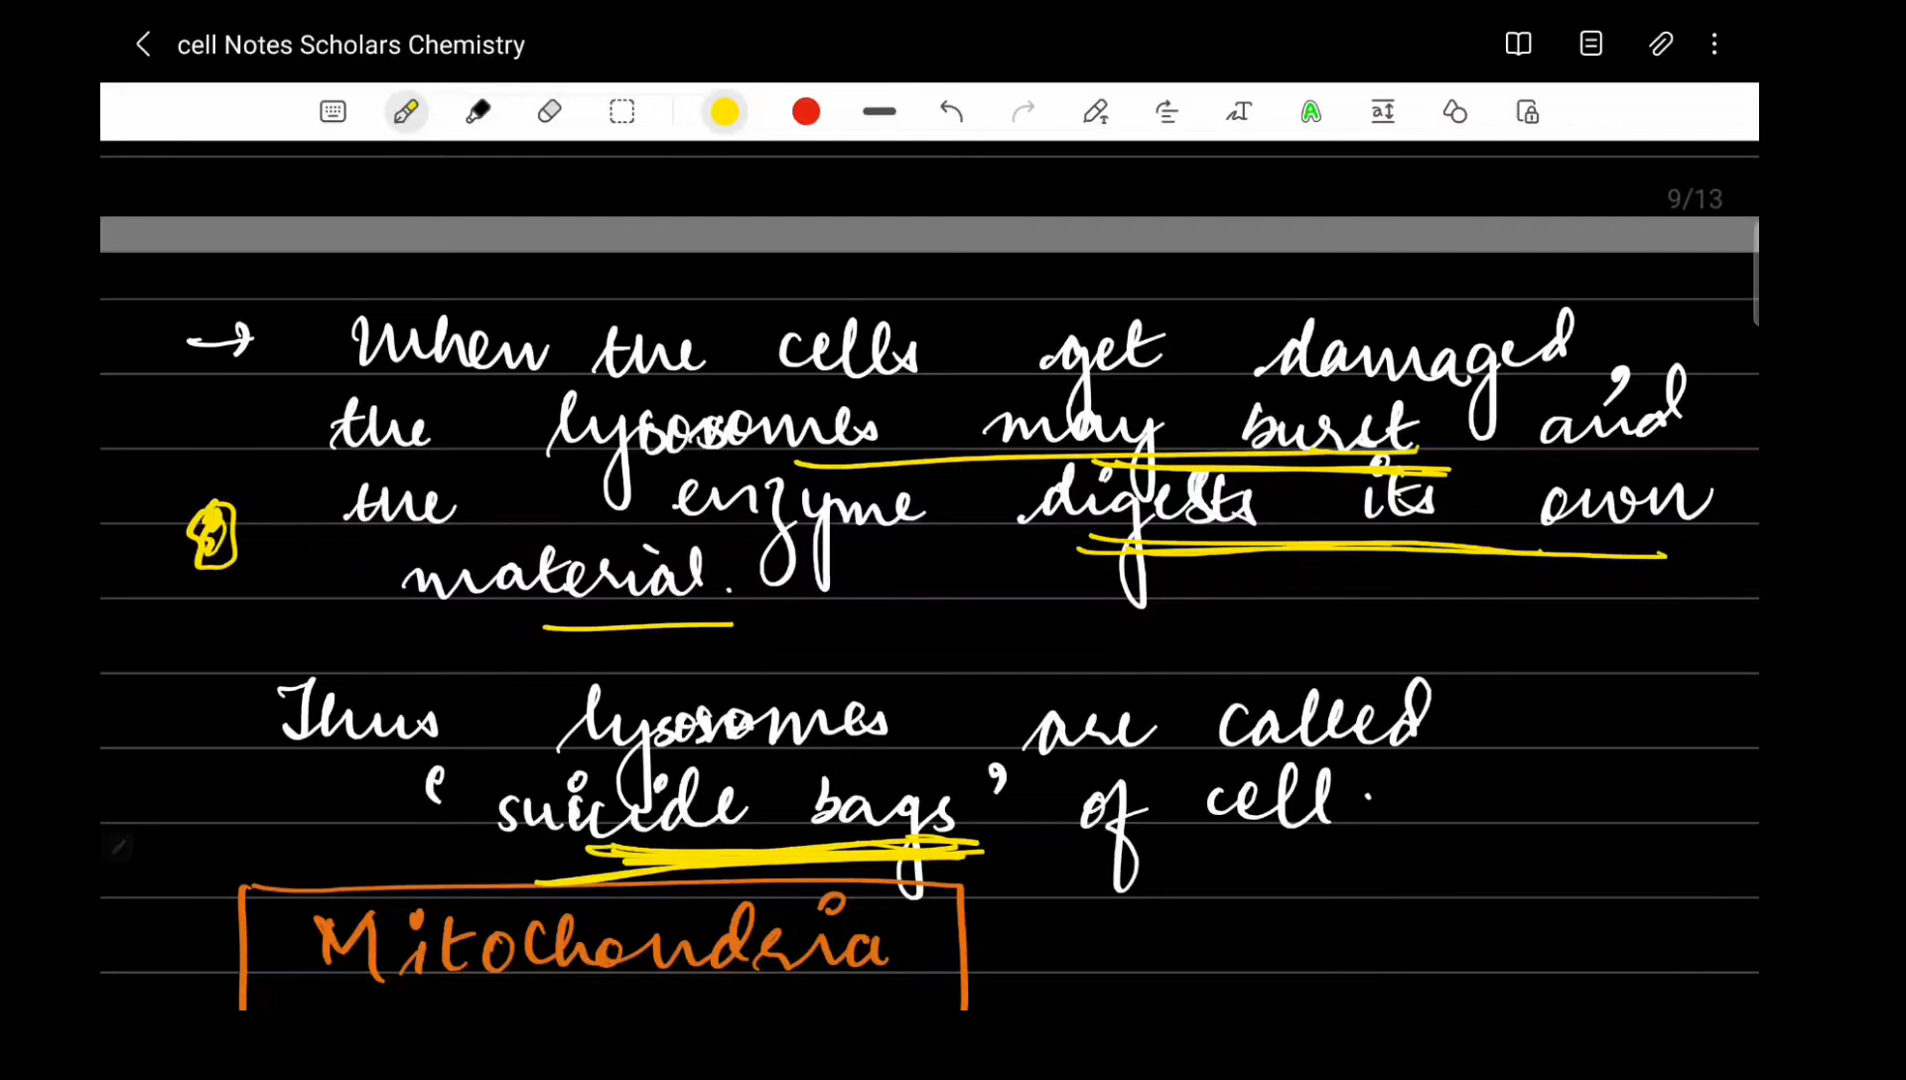 cell Notes Scholars Chemistry
9/13
→ When the cells get damaged,
the lysosomes may burst and
the enzyme digests its own
material.
Thus lysosomes are called
'suicide bags' of cell.
Mitochondria